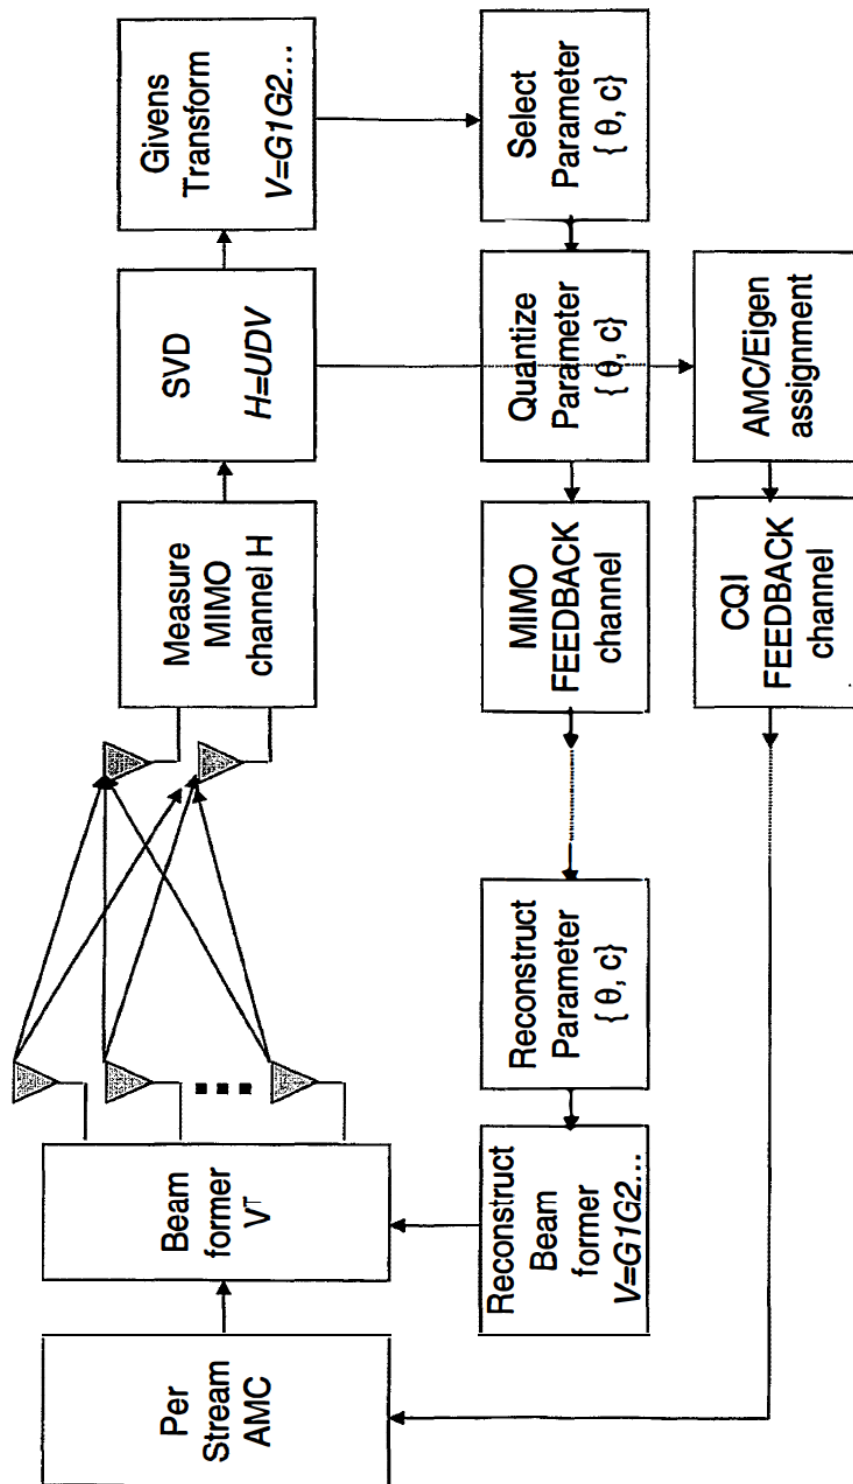 Per
Stream
AMC
Beam
former
Vᵀ
Measure
MIMO
channel H
SVD
H=UDV
Givens
Transform
V=G1G2...
Reconstruct
Beam
former
V=G1G2...
Reconstruct
Parameter
{ θ, c}
MIMO
FEEDBACK
channel
Quantize
Parameter
{ θ, c}
Select
Parameter
{ θ, c}
CQI
FEEDBACK
channel
AMC/Eigen
assignment